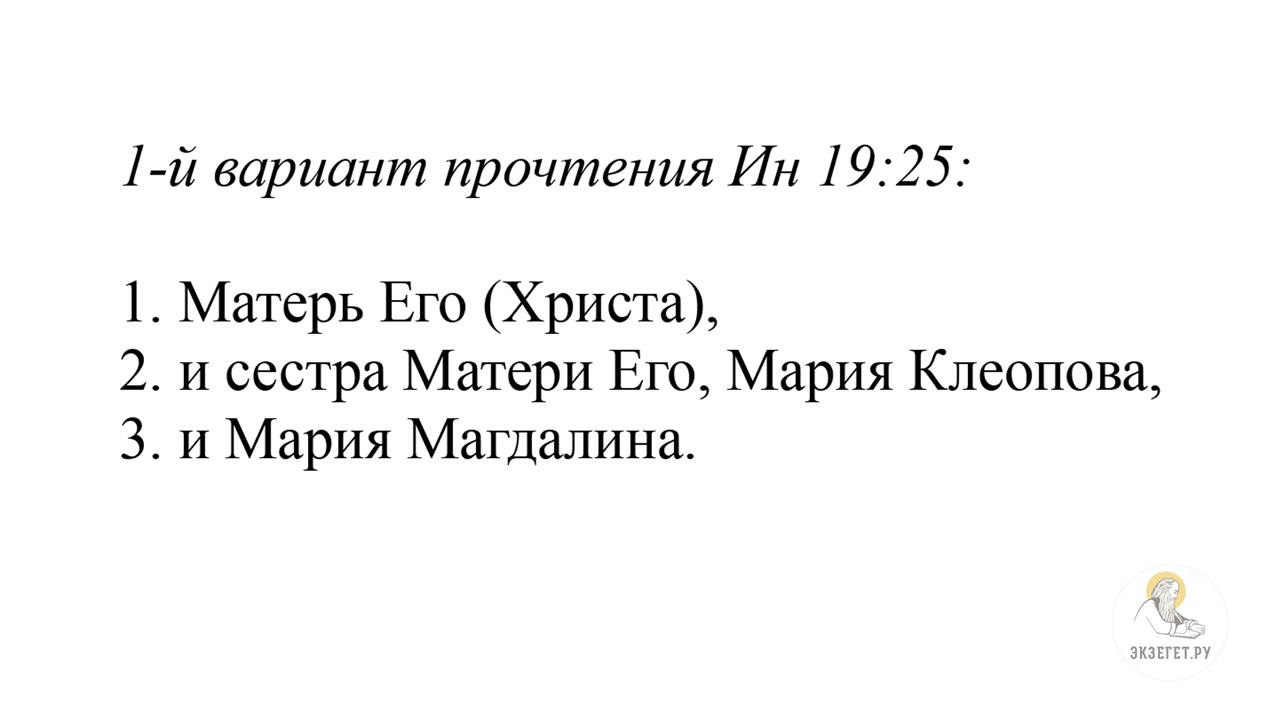 1-й вариант прочтения Ин 19:25:
1. Матерь Его (Христа),
2. и сестра Матери Его, Мария Клеопова,
3. и Мария Магдалина.
ЭКЗЕГЕТ.РУ